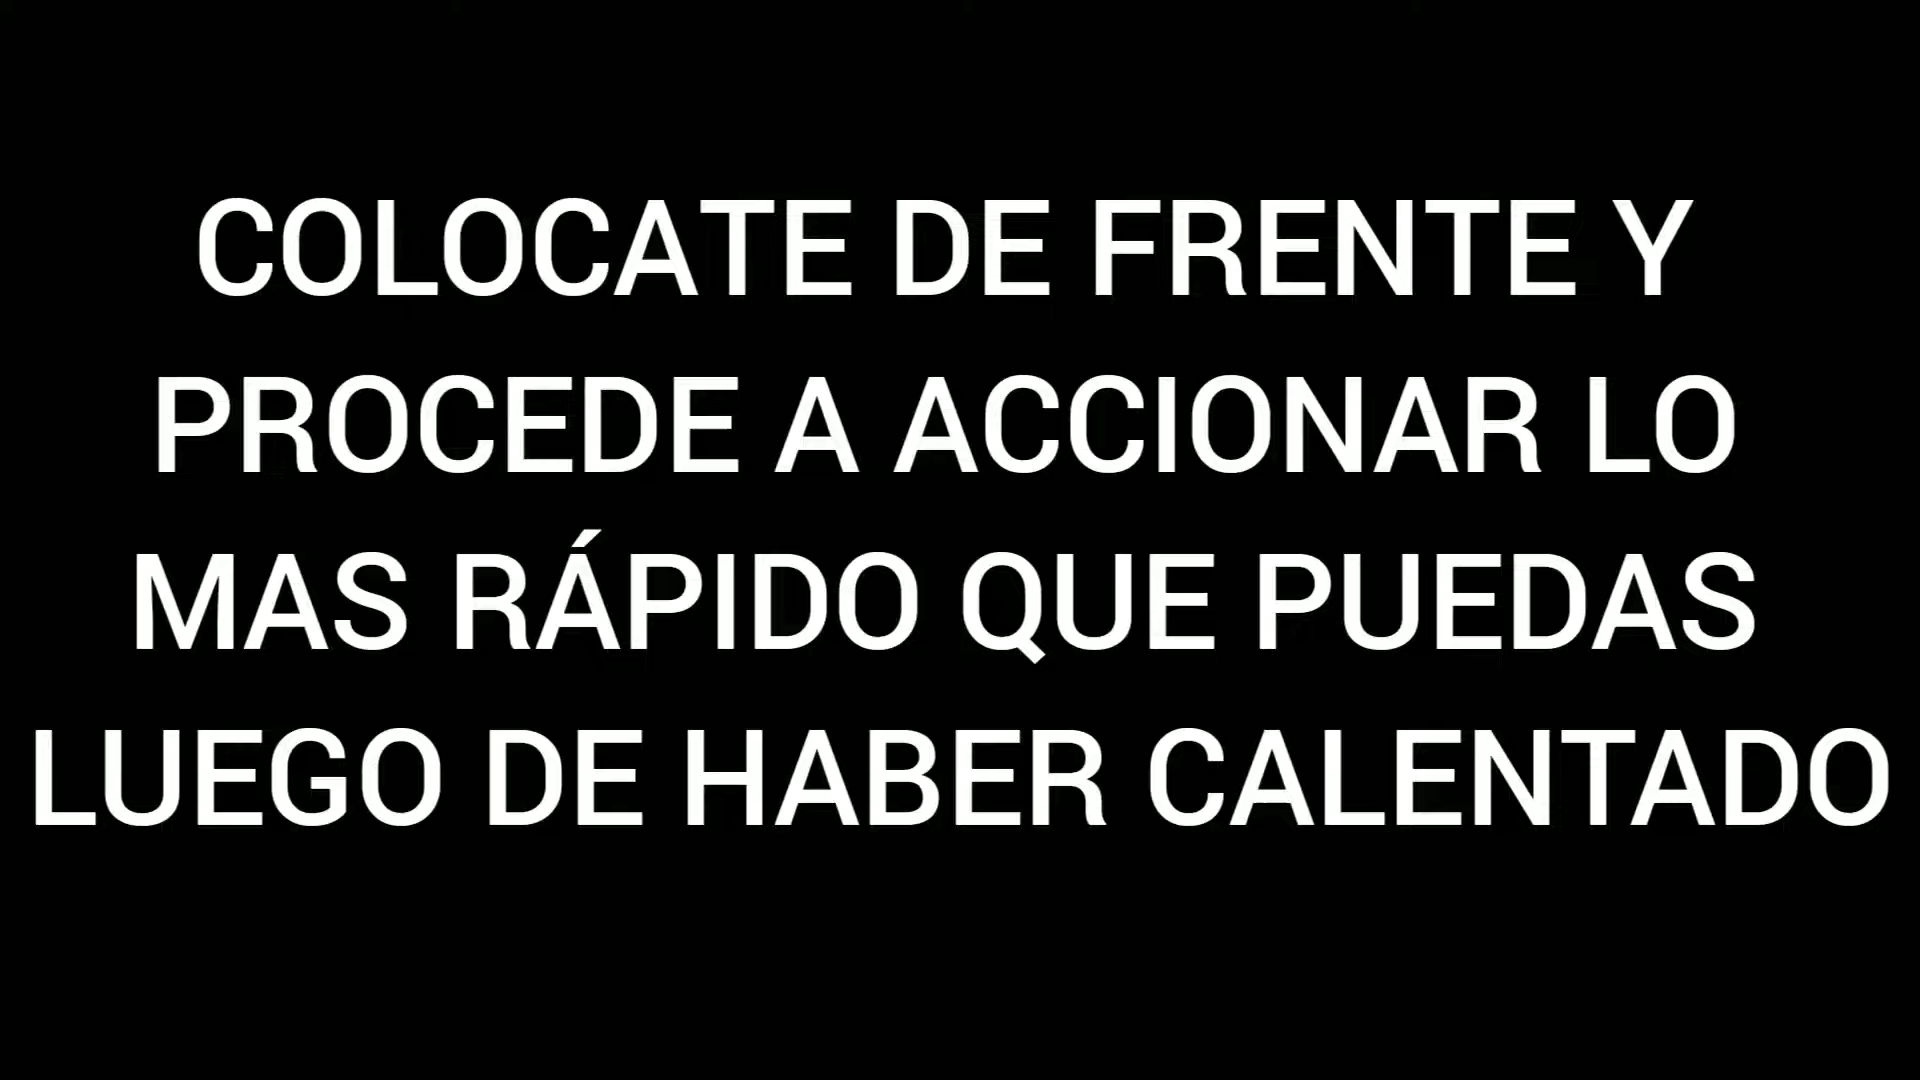 COLOCATE DE FRENTE Y
PROCEDE A ACCIONAR LO
MAS RÁPIDO QUE PUEDAS
LUEGO DE HABER CALENTADO